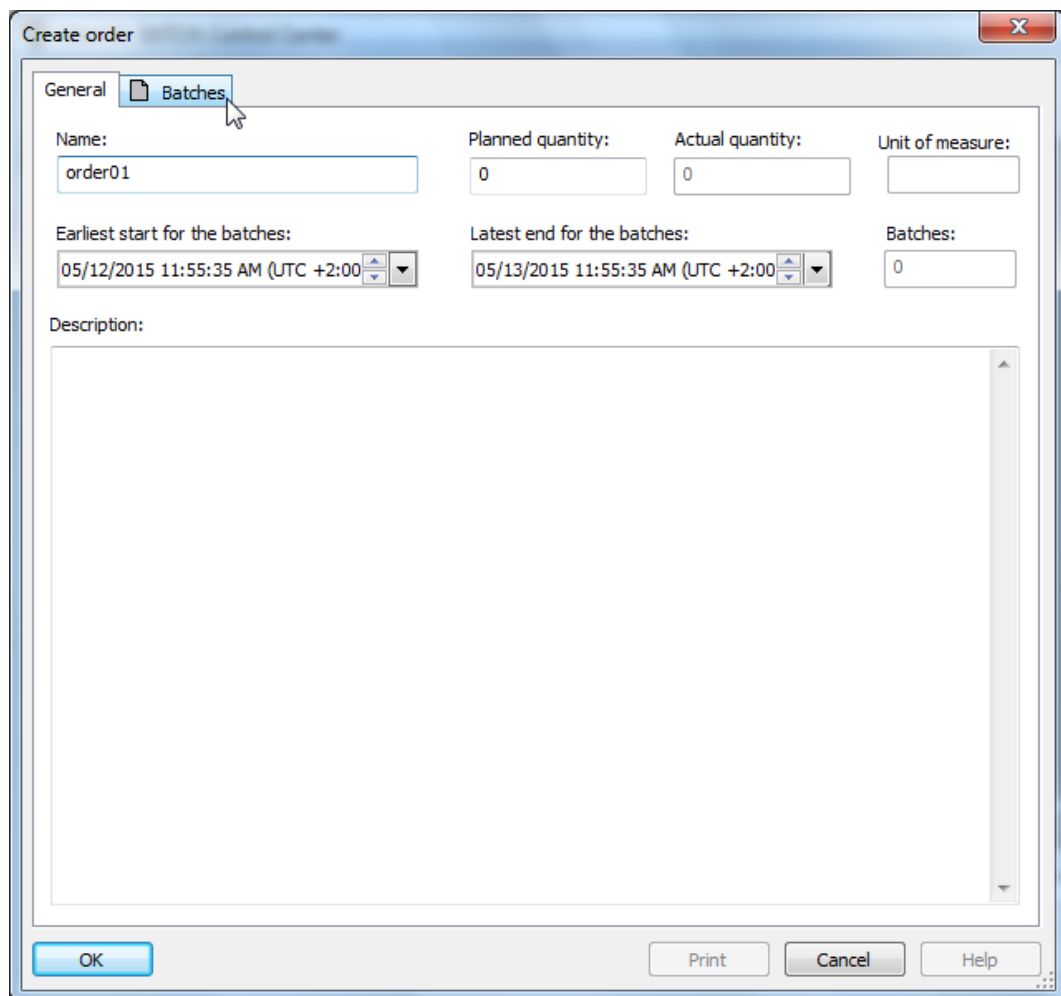 Create order
General Batches
Name: Planned quantity: Actual quantity: Unit of measure:
order01 0 0
Earliest start for the batches: Latest end for the batches: Batches:
05/12/2015 11:55:35 AM (UTC +2:00 05/13/2015 11:55:35 AM (UTC +2:00 0
Description:
OK Print Cancel Help